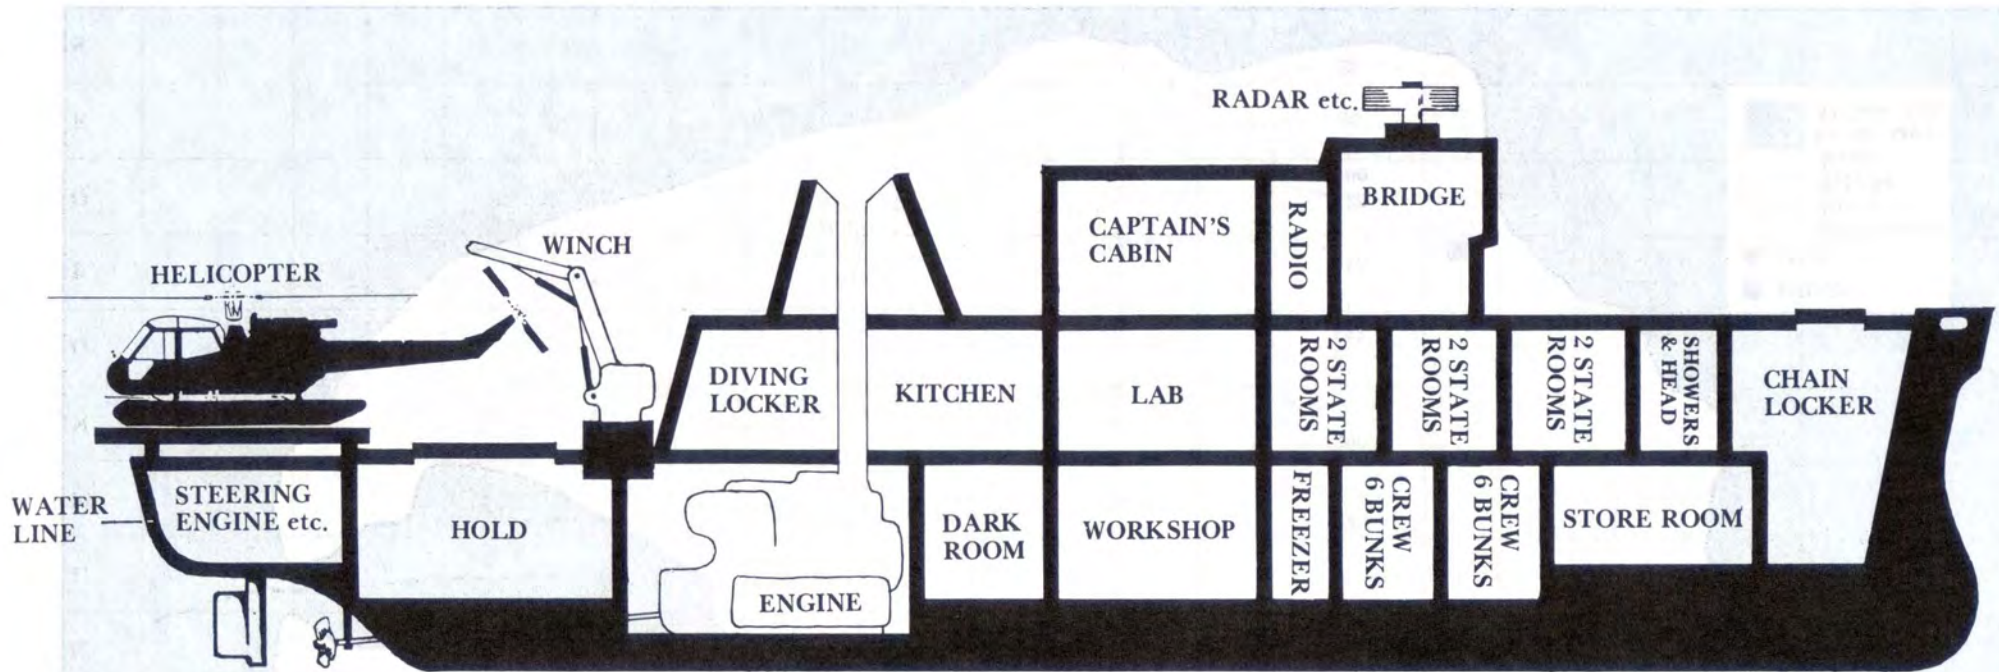 RADAR etc.
BRIDGE
CAPTAIN'S
CABIN
RADIO
WINCH
HELICOPTER
DIVING
LOCKER
KITCHEN
LAB
2 STATE
ROOMS
2 STATE
ROOMS
2 STATE
ROOMS
SHOWERS
& HEAD
CHAIN
LOCKER
WATER
LINE
STEERING
ENGINE etc.
HOLD
ENGINE
DARK
ROOM
WORKSHOP
FREEZER
CREW
6 BUNKS
CREW
6 BUNKS
STORE ROOM